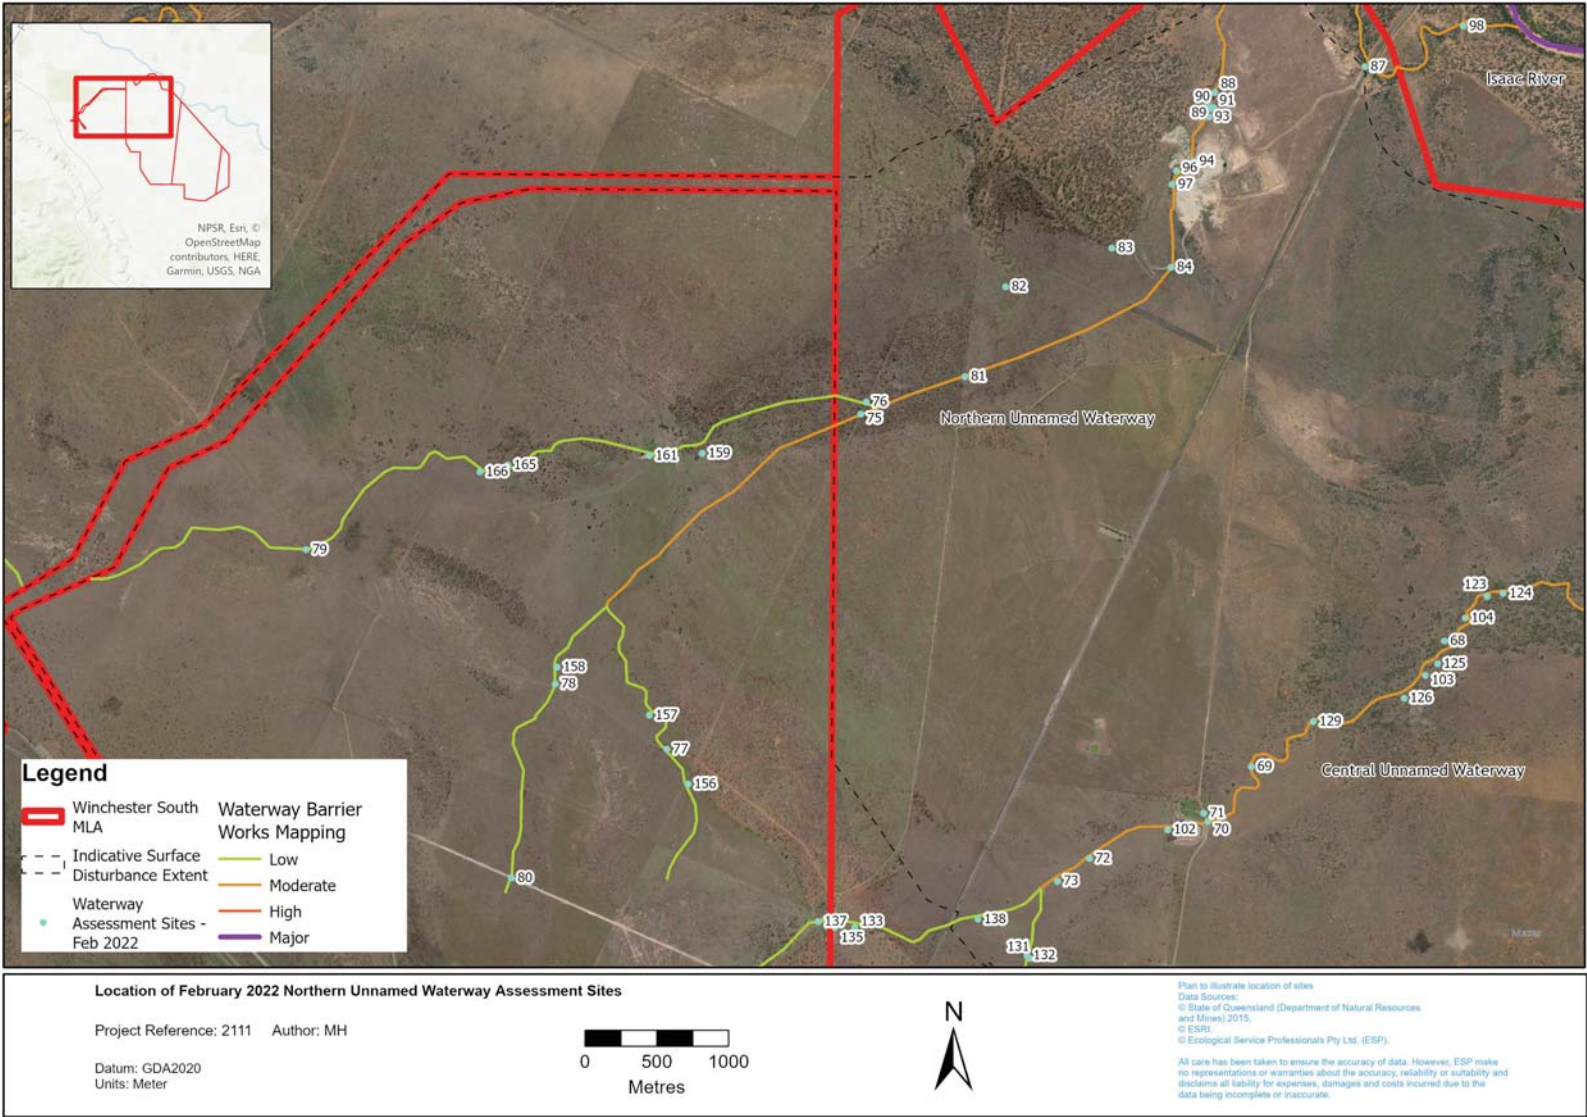 NPSR, Esri, ©
OpenStreetMap
contributors, HERE,
Garmin, USGS, NGA
98
87
Isaac River
88
90
91
89
93
94
96
97
83
84
82
81
76
75
Northern Unnamed Waterway
159
161
165
166
79
123
124
104
68
125
103
126
129
158
78
157
77
156
69
Central Unnamed Waterway
71
70
102
72
73
80
137
133
135
138
131
132
Maxar
Legend
Winchester South
MLA
Indicative Surface
Disturbance Extent
Waterway
Assessment Sites -
Feb 2022
Waterway Barrier
Works Mapping
Low
Moderate
High
Major
Location of February 2022 Northern Unnamed Waterway Assessment Sites
Project Reference: 2111 Author: MH
Datum: GDA2020
Units: Meter
0 500 1000
Metres
N
Plan to illustrate location of sites
Data Sources:
© State of Queensland (Department of Natural Resources
and Mines) 2015.
© ESRI.
© Ecological Service Professionals Pty Ltd. (ESP).
All care has been taken to ensure the accuracy of data. However, ESP make
no representations or warranties about the accuracy, reliability or suitability and
disclaims all liability for expenses, damages and costs incurred due to the
data being incomplete or inaccurate.